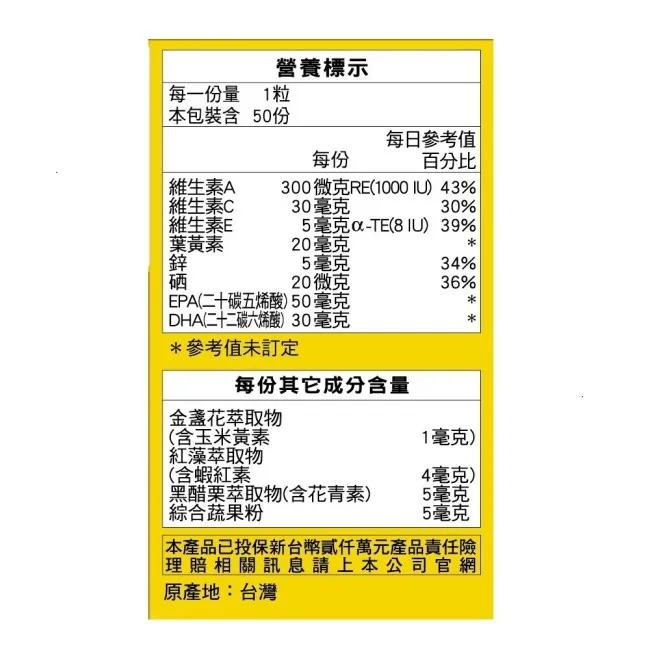 營養標示
每一份量 1粒
本包裝含 50份
每日參考值
每份 百分比
維生素A 300微克RE(1000 IU) 43%
維生素C 30毫克 30%
維生素E 5毫克α-TE(8 IU) 39%
葉黃素 20毫克 *
鋅 5毫克 34%
硒 20微克 36%
EPA(二十碳五烯酸) 50毫克 *
DHA(二十二碳六烯酸) 30毫克 *
*參考值未訂定
每份其它成分含量
金盞花萃取物
(含玉米黃素 1毫克)
紅藻萃取物
(含蝦紅素 4毫克)
黑醋栗萃取物(含花青素) 5毫克
綜合蔬果粉 5毫克
本產品已投保新台幣貳仟萬元產品責任險
理賠相關訊息請上本公司官網
原產地：台灣